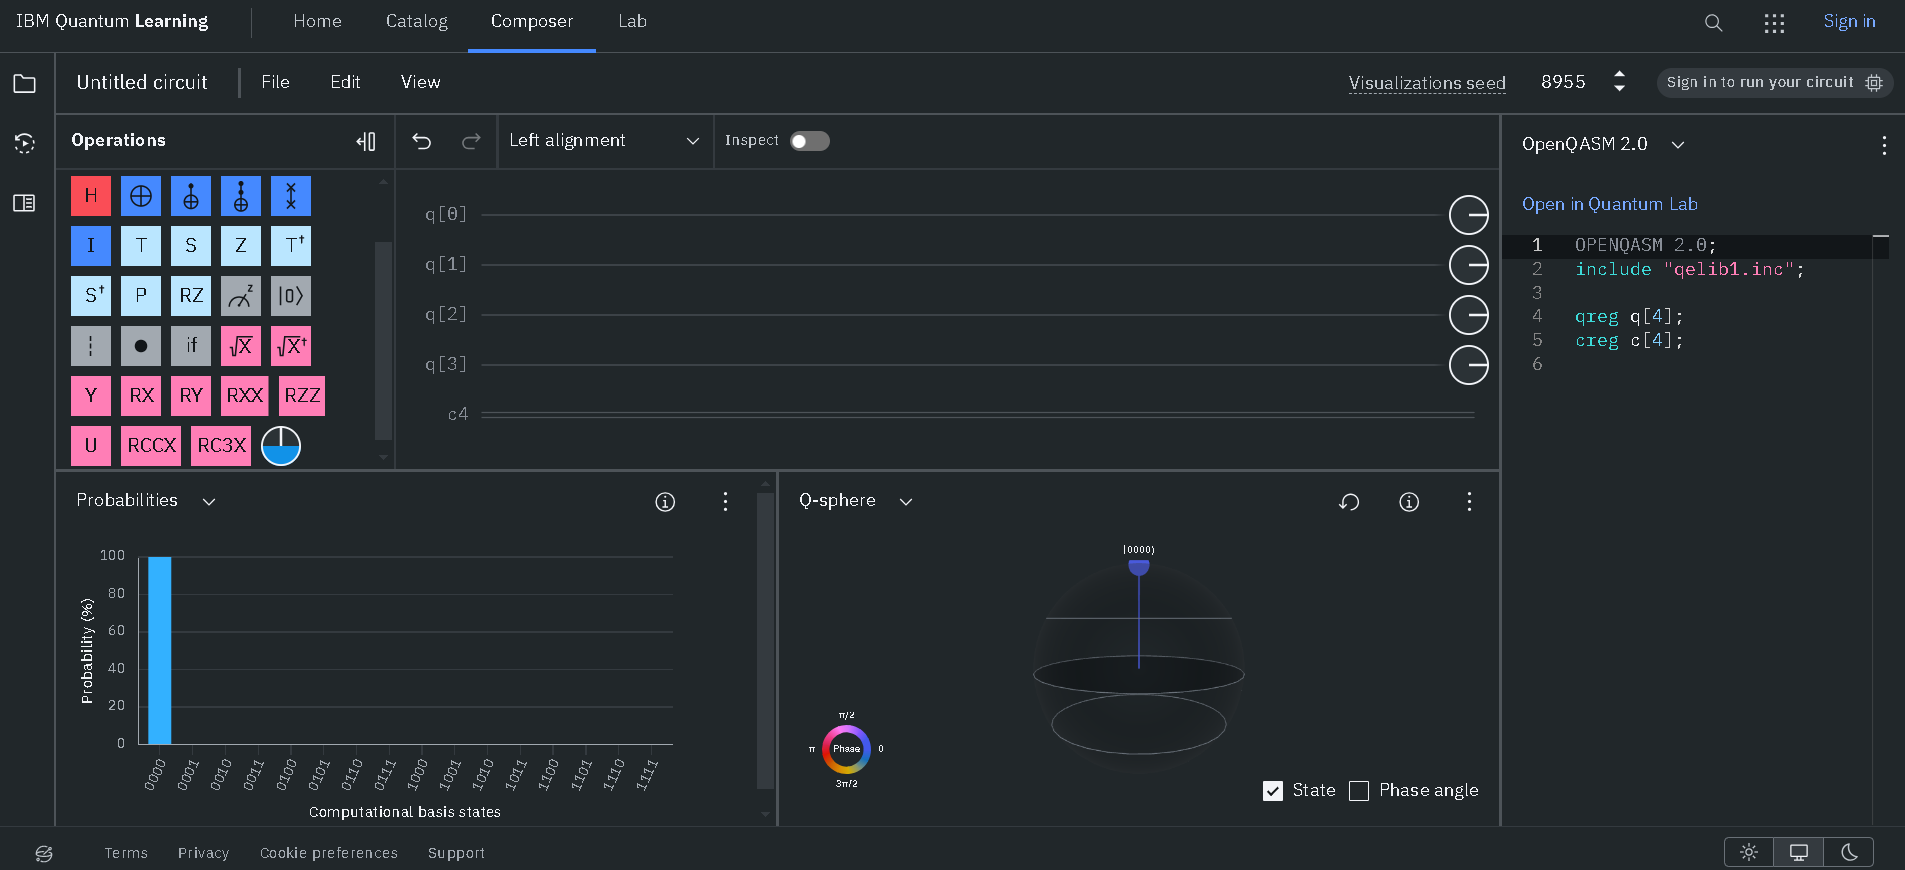 IBM Quantum Learning
Home
Catalog
Composer
Lab
Sign in
Untitled circuit
File
Edit
View
Visualizations seed
8955
Sign in to run your circuit
Operations
Left alignment
Inspect
OpenQASM 2.0
H
I
T
S
Z
T†
S†
P
RZ
z
|0⟩
if
√X
√X†
Y
RX
RY
RXX
RZZ
U
RCCX
RC3X
q[0]
q[1]
q[2]
q[3]
c4
Open in Quantum Lab
1 OPENQASM 2.0;
2 include "qelib1.inc";
3
4 qreg q[4];
5 creg c[4];
6
Probabilities
100
80
60
40
20
0
Probability (%)
0000
0001
0010
0011
0100
0101
0110
0111
1000
1001
1010
1011
1100
1101
1110
1111
Computational basis states
Q-sphere
|0000⟩
π/2
π
Phase
0
3π/2
State
Phase angle
Terms
Privacy
Cookie preferences
Support